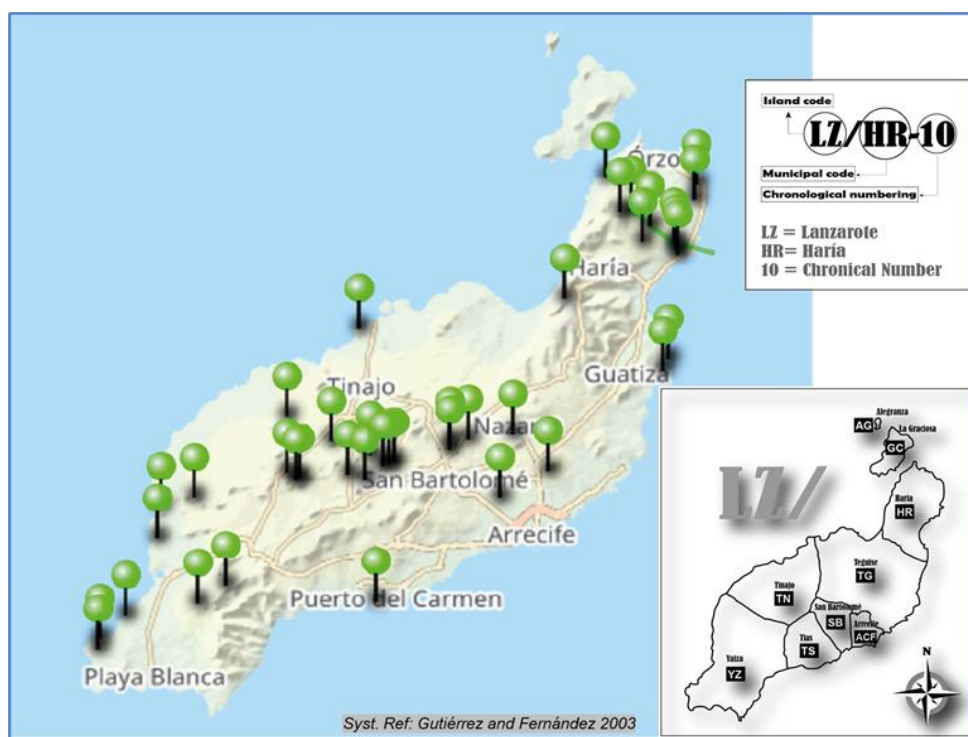 Órzo
Haría
Guatiza
Tinajo
Nazar
San Bartolomé
Arrecife
Puerto del Carmen
Playa Blanca
Syst. Ref: Gutiérrez and Fernández 2003
Island code
LZ/HR-10
Municipal code
Chronological numbering
LZ = Lanzarote
HR= Haría
10 = Chronical Number
LZ/
Alegranza
AG
La Graciosa
GC
Haria
HR
Teguise
TG
Tinajo
TN
San Bartolomé
SB
Arrecife
ACF
Tías
TS
Yaiza
YZ
N